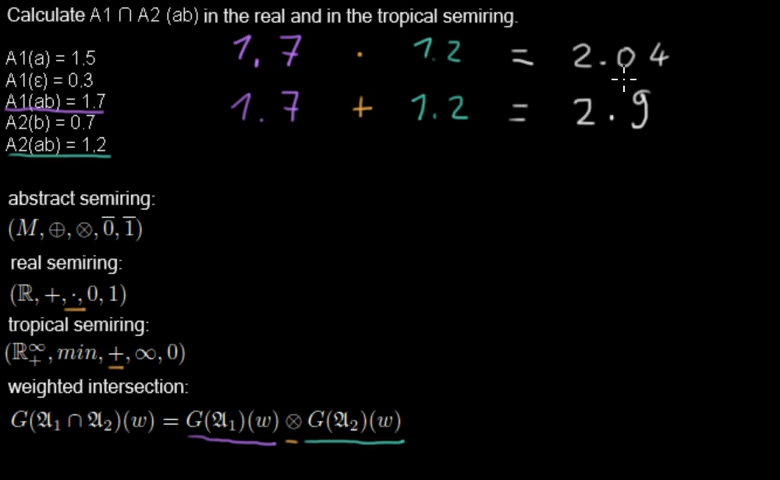 Calculate A1 ∩ A2 (ab) in the real and in the tropical semiring.
A1(a) = 1.5
1,7 · 1.2 = 2.04
A1(ε) = 0,3
A1(ab) = 1,7
1.7 + 1.2 = 2.9
A2(b) = 0.7
A2(ab) = 1,2
abstract semiring:
(M, ⊕, ⊗, 0̅, 1̅)
real semiring:
(ℝ, +, ·, 0, 1)
tropical semiring:
(ℝ₊^∞, min, +, ∞, 0)
weighted intersection:
G(𝔄₁ ∩ 𝔄₂)(w) = G(𝔄₁)(w) ⊗ G(𝔄₂)(w)